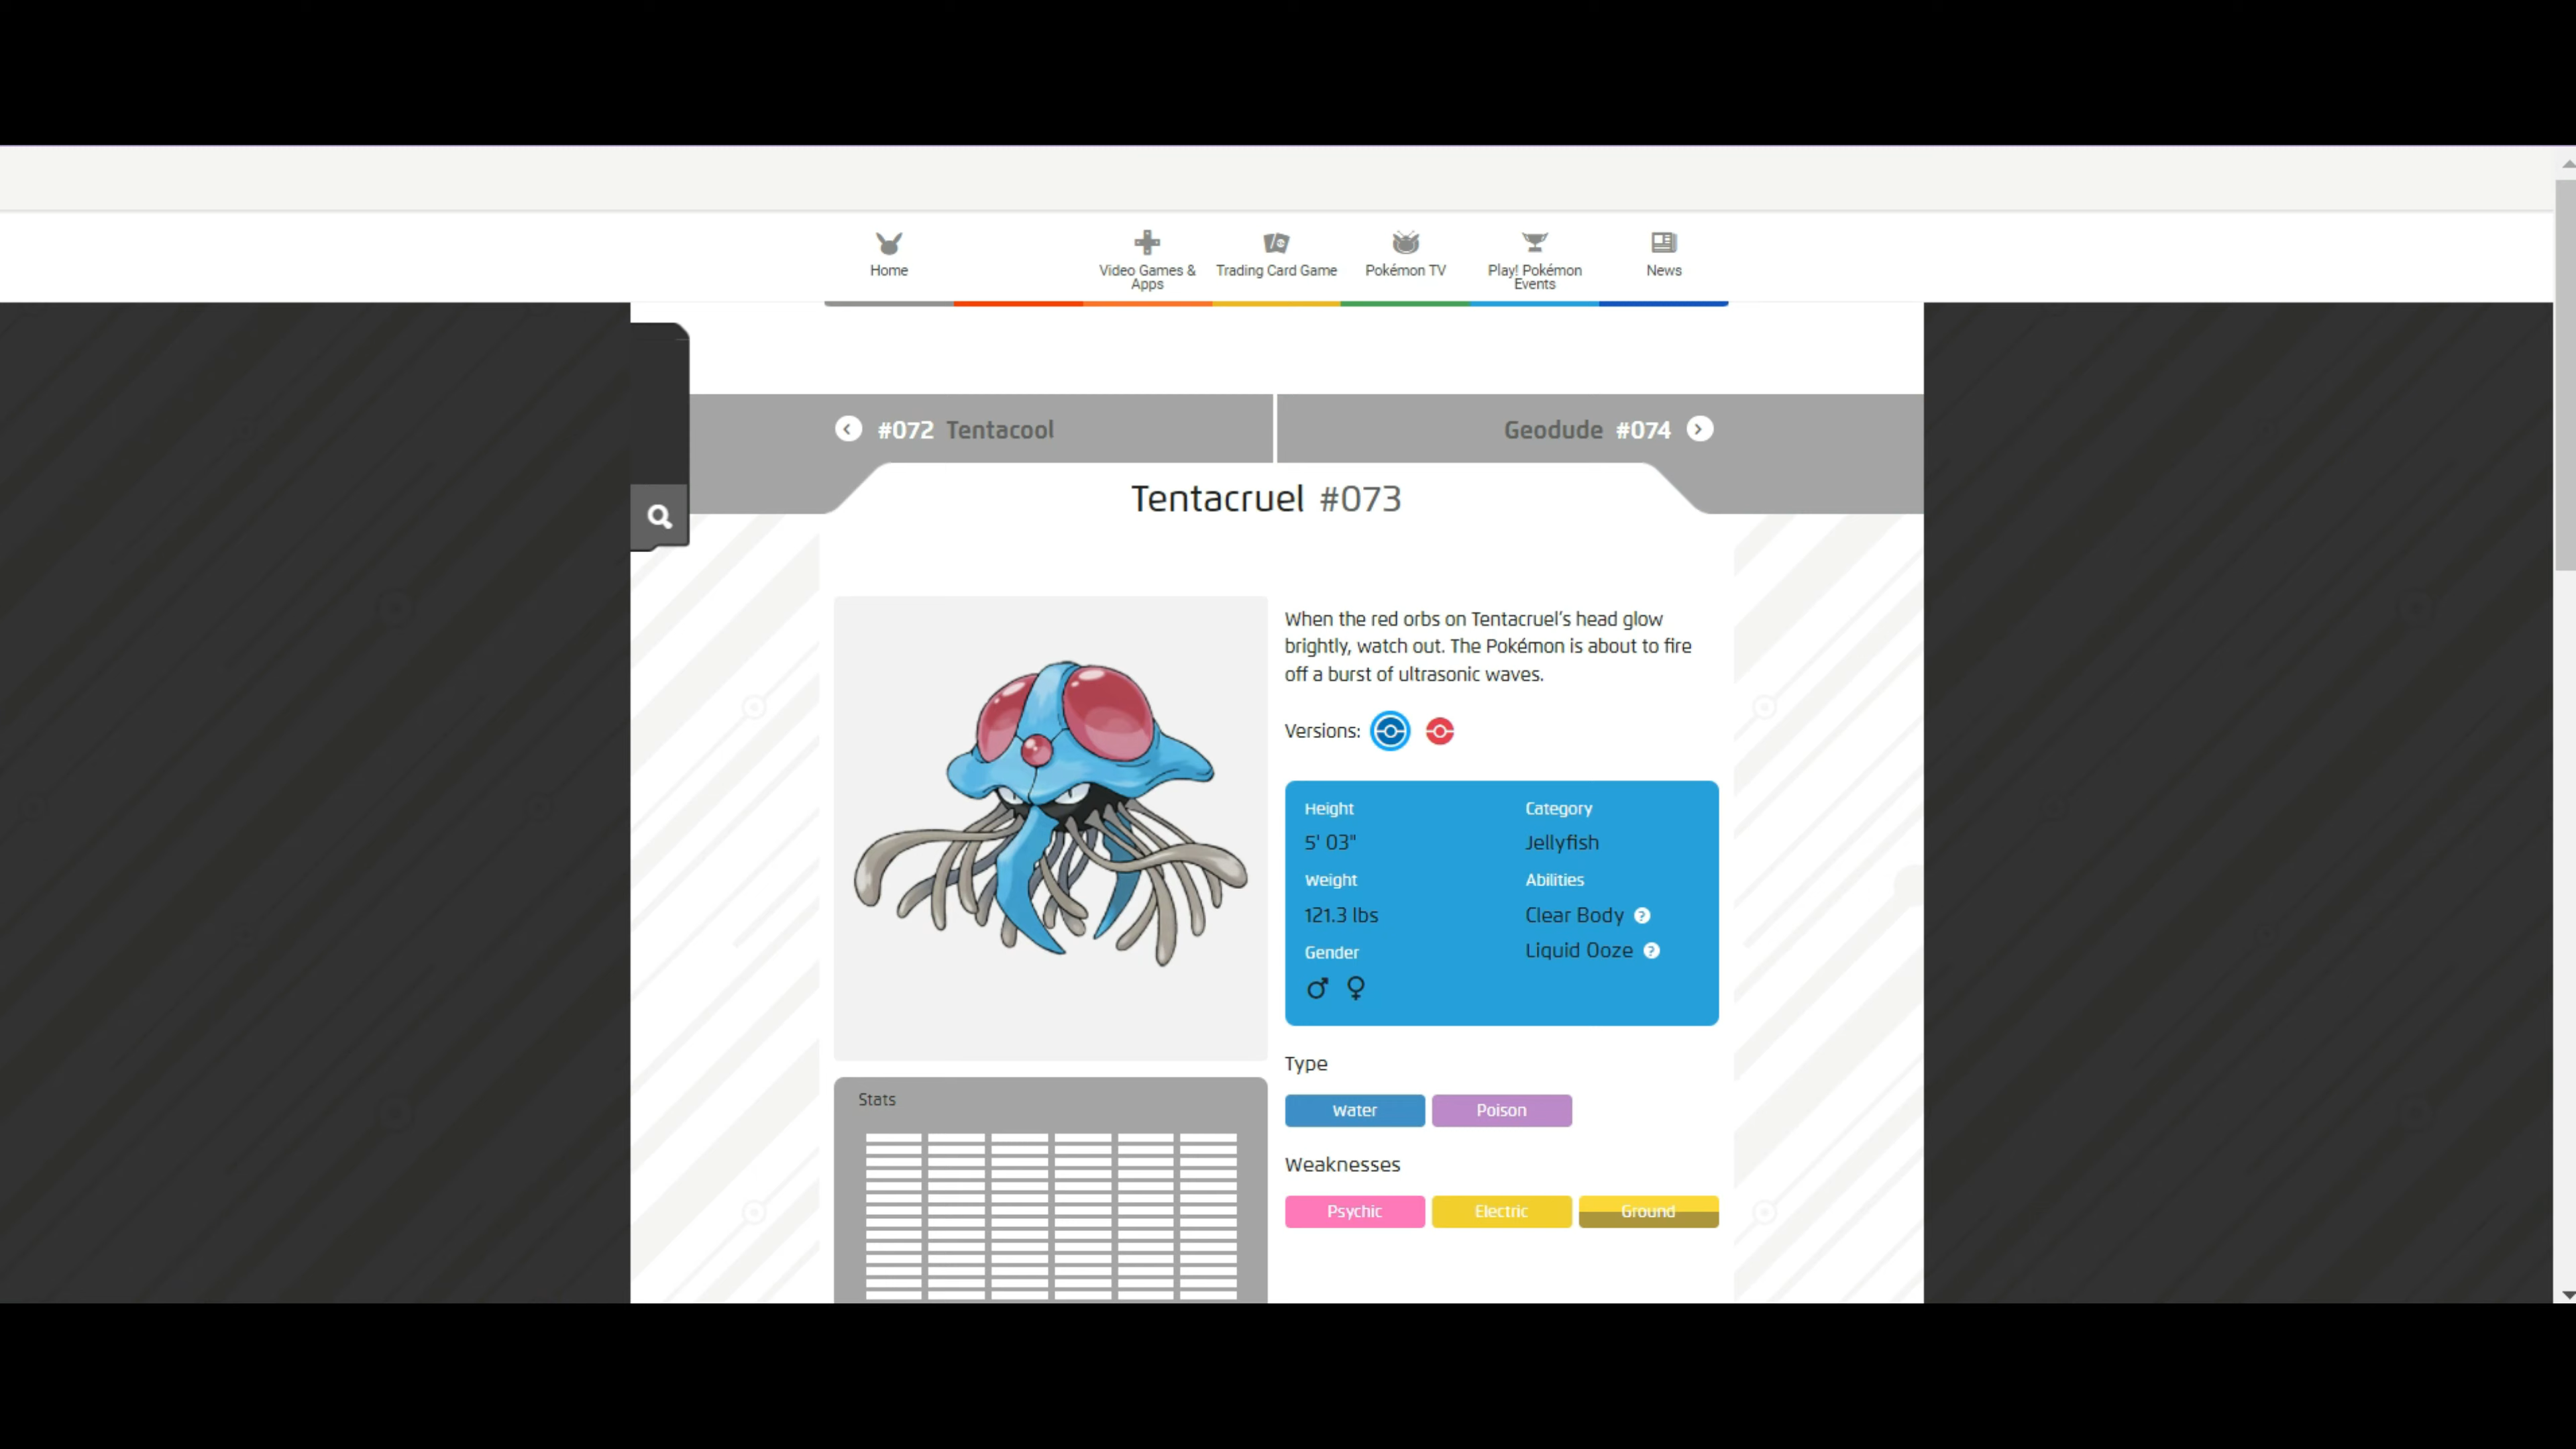 Home
Video Games &
Apps
Trading Card Game
Pokémon TV
Play! Pokémon
Events
News
#072 Tentacool
Geodude #074
Tentacruel #073
When the red orbs on Tentacruel's head glow
brightly, watch out. The Pokémon is about to fire
off a burst of ultrasonic waves.
Versions:
Height
5' 03"
Weight
121.3 lbs
Gender
Category
Jellyfish
Abilities
Clear Body ?
Liquid Ooze ?
Type
Water Poison
Weaknesses
Psychic Electric Ground
Stats